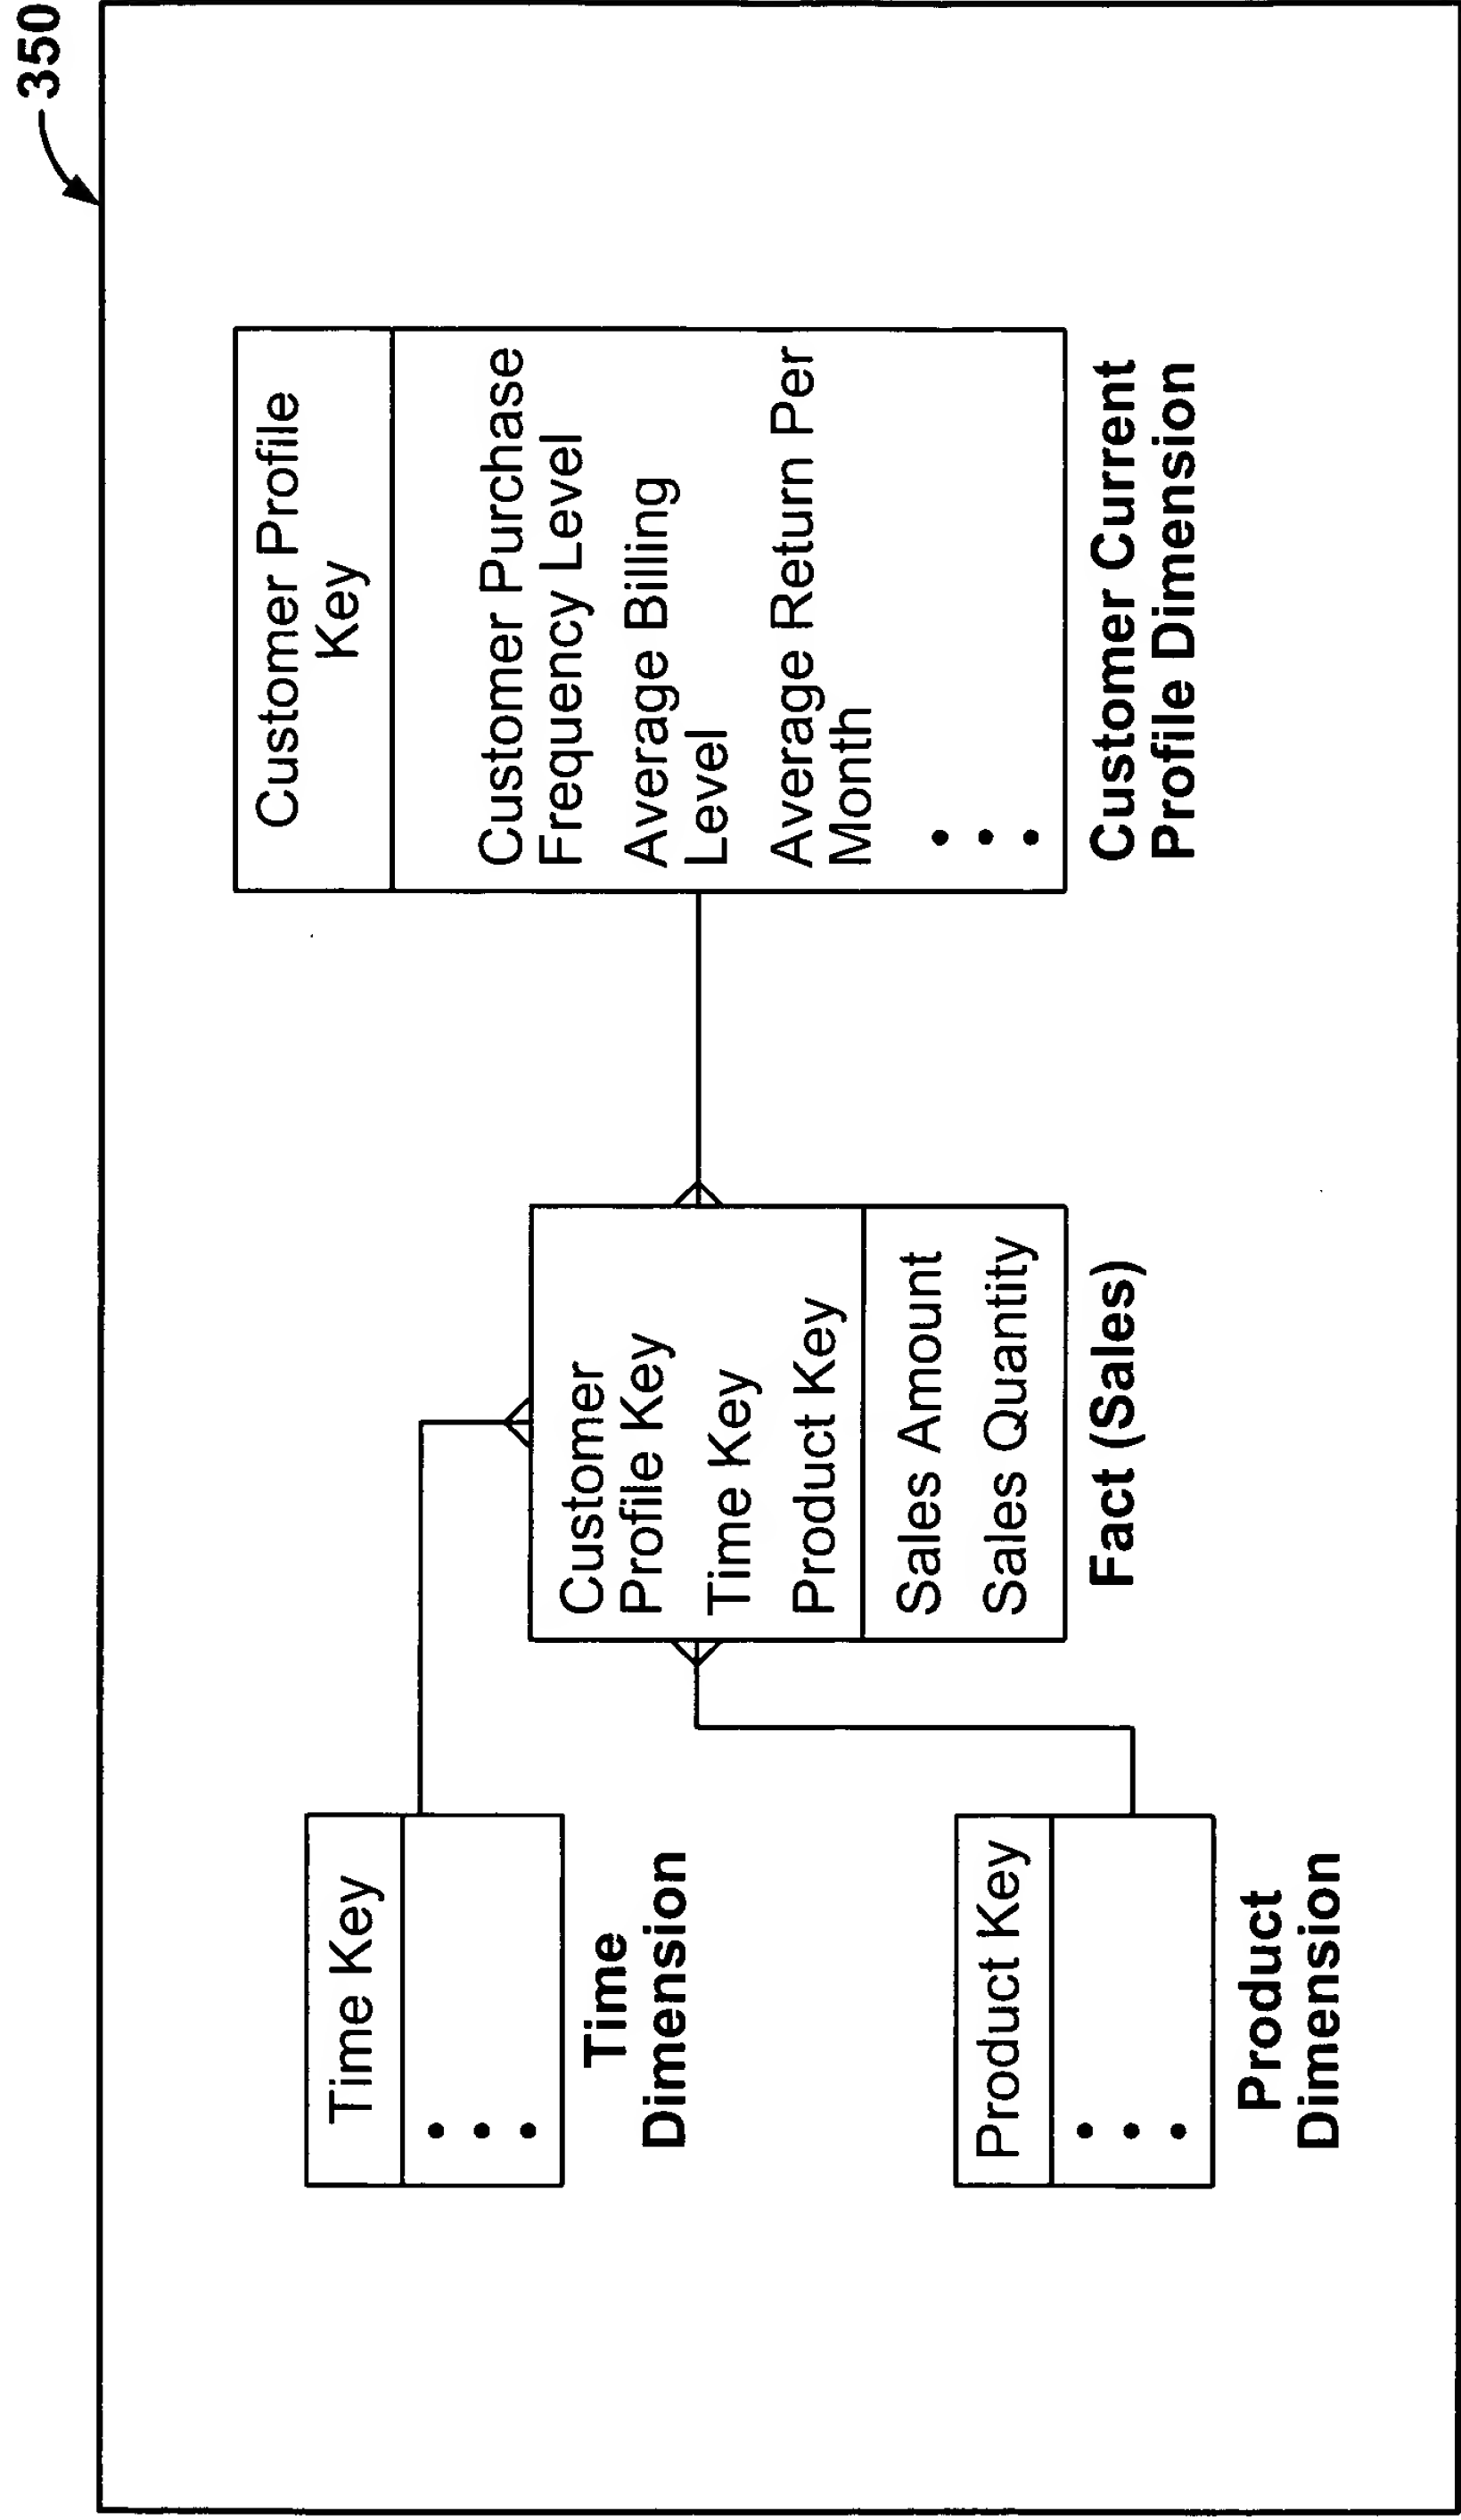 350
Time Key
Time
Dimension
Product Key
Product
Dimension
Customer
Profile Key
Time Key
Product Key
Sales Amount
Sales Quantity
Fact (Sales)
Customer Profile
Key
Customer Purchase
Frequency Level
Average Billing
Level
Average Return Per
Month
Customer Current
Profile Dimension